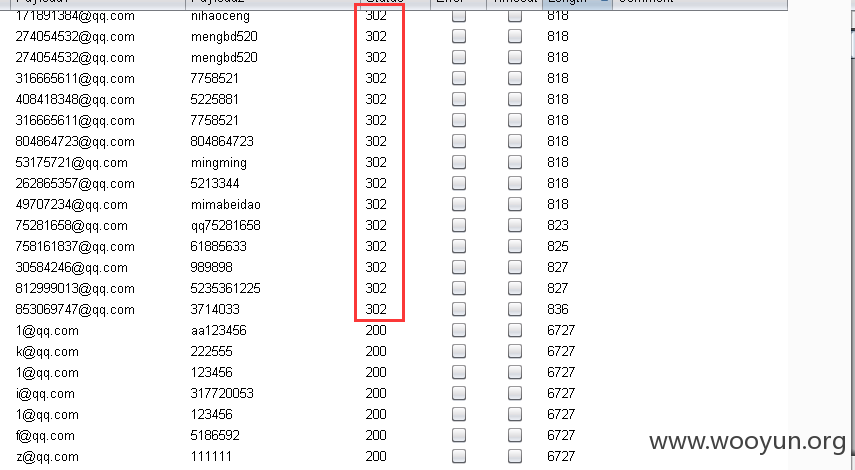 Payload1 Payload2 Status Error Timeout Length Comment
171891384@qq.com nihaoceng 302 818
274054532@qq.com mengbd520 302 818
274054532@qq.com mengbd520 302 818
316665611@qq.com 7758521 302 818
408418348@qq.com 5225881 302 818
316665611@qq.com 7758521 302 818
804864723@qq.com 804864723 302 818
53175721@qq.com mingming 302 818
262865357@qq.com 5213344 302 818
49707234@qq.com mimabeidao 302 818
75281658@qq.com qq75281658 302 823
758161837@qq.com 61885633 302 825
30584246@qq.com 989898 302 827
812999013@qq.com 5235361225 302 827
853069747@qq.com 3714033 302 836
1@qq.com aa123456 200 6727
k@qq.com 222555 200 6727
1@qq.com 123456 200 6727
i@qq.com 317720053 200 6727
1@qq.com 123456 200 6727
f@qq.com 5186592 200 6727
z@qq.com 111111 200 6727
www.wooyun.org